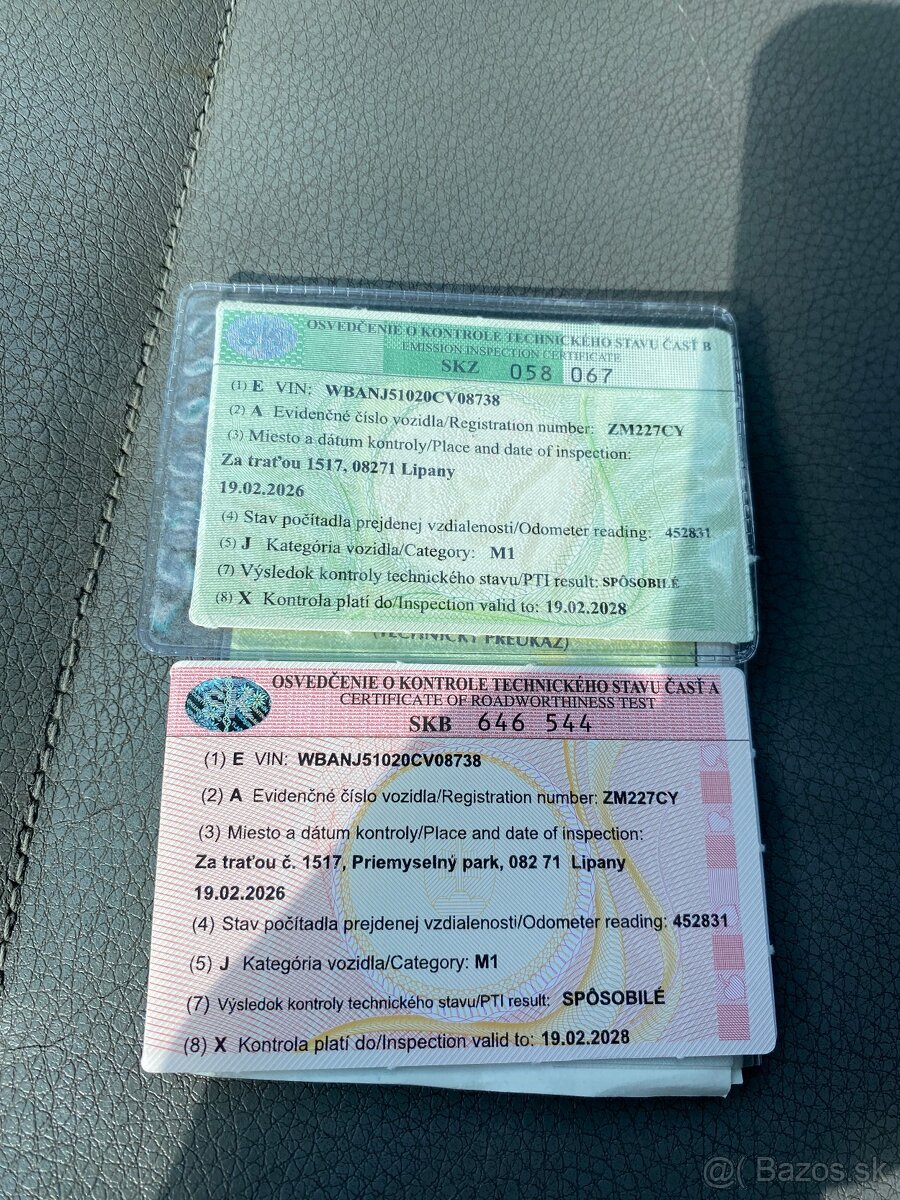 OSVEDČENIE O KONTROLE TECHNICKÉHO STAVU ČASŤ B
EMISSION INSPECTION CERTIFICATE
SKZ 058 067
(1) E VIN: WBANJ51020CV08738
(2) A Evidenčné číslo vozidla/Registration number: ZM227CY
(3) Miesto a dátum kontroly/Place and date of inspection:
Za traťou 1517, 08271 Lipany
19.02.2026
(4) Stav počítadla prejdenej vzdialenosti/Odometer reading: 452831
(5) J Kategória vozidla/Category: M1
(7) Výsledok kontroly technického stavu/PTI result: SPÔSOBILÉ
(8) X Kontrola platí do/Inspection valid to: 19.02.2028
(TECHNICKÝ PREUKAZ)
OSVEDČENIE O KONTROLE TECHNICKÉHO STAVU ČASŤ A
CERTIFICATE OF ROADWORTHINESS TEST
SKB 646 544
(1) E VIN: WBANJ51020CV08738
(2) A Evidenčné číslo vozidla/Registration number: ZM227CY
(3) Miesto a dátum kontroly/Place and date of inspection:
Za traťou č. 1517, Priemyselný park, 082 71 Lipany
19.02.2026
(4) Stav počítadla prejdenej vzdialenosti/Odometer reading: 452831
(5) J Kategória vozidla/Category: M1
(7) Výsledok kontroly technického stavu/PTI result: SPÔSOBILÉ
(8) X Kontrola platí do/Inspection valid to: 19.02.2028
@( Bazos.sk